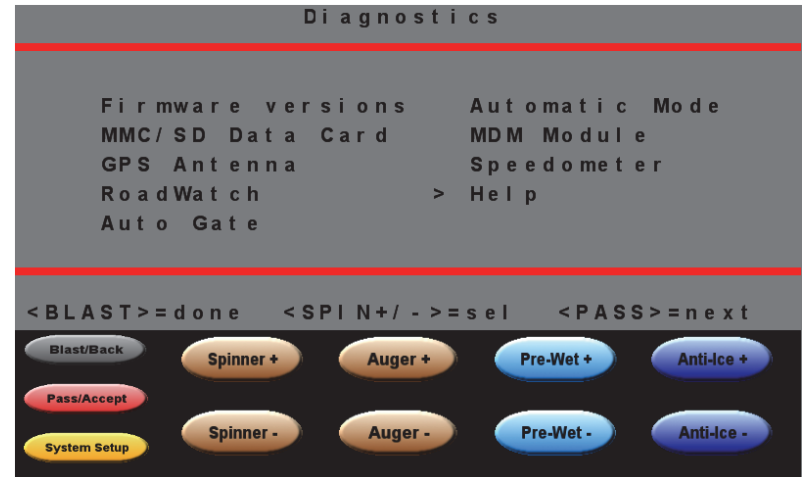 Diagnostics
Firmware versions
MMC/SD Data Card
GPS Antenna
RoadWatch
Auto Gate
Automatic Mode
MDM Module
Speedometer
> Help
<BLAST>=done <SPIN+/->=sel <PASS>=next
Blast/Back
Spinner +
Auger +
Pre-Wet +
Anti-Ice +
Pass/Accept
Spinner -
Auger -
Pre-Wet -
Anti-Ice -
System Setup